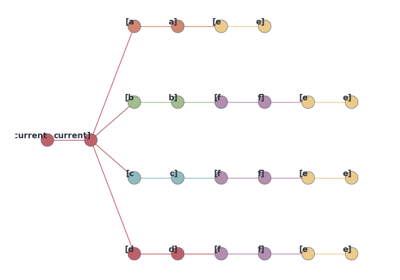 [a a] [e e]
[b b] [f f] [e e]
current current]
[c c] [f f] [e e]
[d d] [f f] [e e]